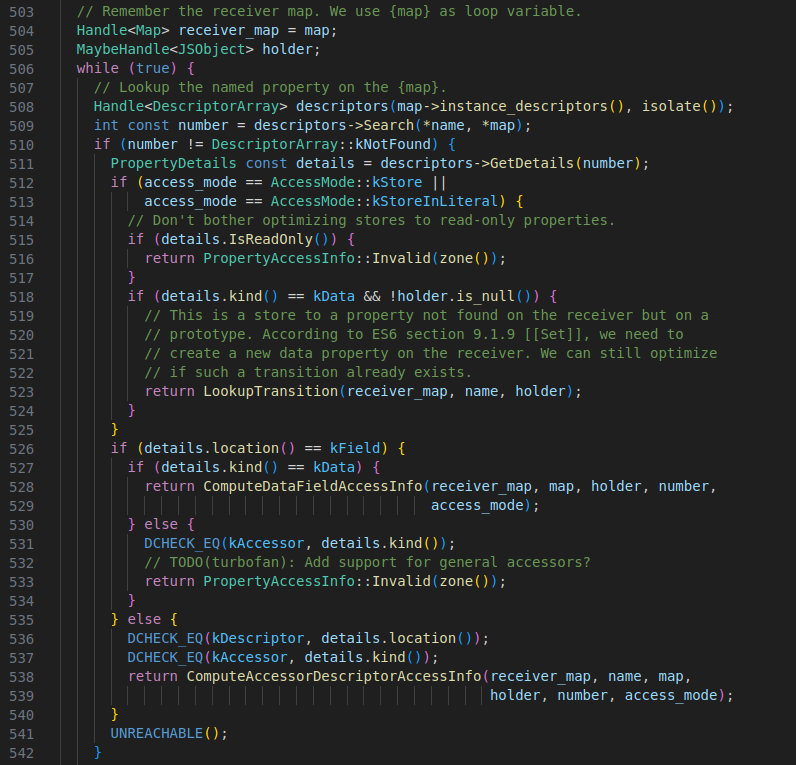 503 // Remember the receiver map. We use {map} as loop variable.
504 Handle<Map> receiver_map = map;
505 MaybeHandle<JSObject> holder;
506 while (true) {
507 // Lookup the named property on the {map}.
508 Handle<DescriptorArray> descriptors(map->instance_descriptors(), isolate());
509 int const number = descriptors->Search(*name, *map);
510 if (number != DescriptorArray::kNotFound) {
511 PropertyDetails const details = descriptors->GetDetails(number);
512 if (access_mode == AccessMode::kStore ||
513 access_mode == AccessMode::kStoreInLiteral) {
514 // Don't bother optimizing stores to read-only properties.
515 if (details.IsReadOnly()) {
516 return PropertyAccessInfo::Invalid(zone());
517 }
518 if (details.kind() == kData && !holder.is_null()) {
519 // This is a store to a property not found on the receiver but on a
520 // prototype. According to ES6 section 9.1.9 [[Set]], we need to
521 // create a new data property on the receiver. We can still optimize
522 // if such a transition already exists.
523 return LookupTransition(receiver_map, name, holder);
524 }
525 }
526 if (details.location() == kField) {
527 if (details.kind() == kData) {
528 return ComputeDataFieldAccessInfo(receiver_map, map, holder, number,
529 access_mode);
530 } else {
531 DCHECK_EQ(kAccessor, details.kind());
532 // TODO(turbofan): Add support for general accessors?
533 return PropertyAccessInfo::Invalid(zone());
534 }
535 } else {
536 DCHECK_EQ(kDescriptor, details.location());
537 DCHECK_EQ(kAccessor, details.kind());
538 return ComputeAccessorDescriptorAccessInfo(receiver_map, name, map,
539 holder, number, access_mode);
540 }
541 UNREACHABLE();
542 }